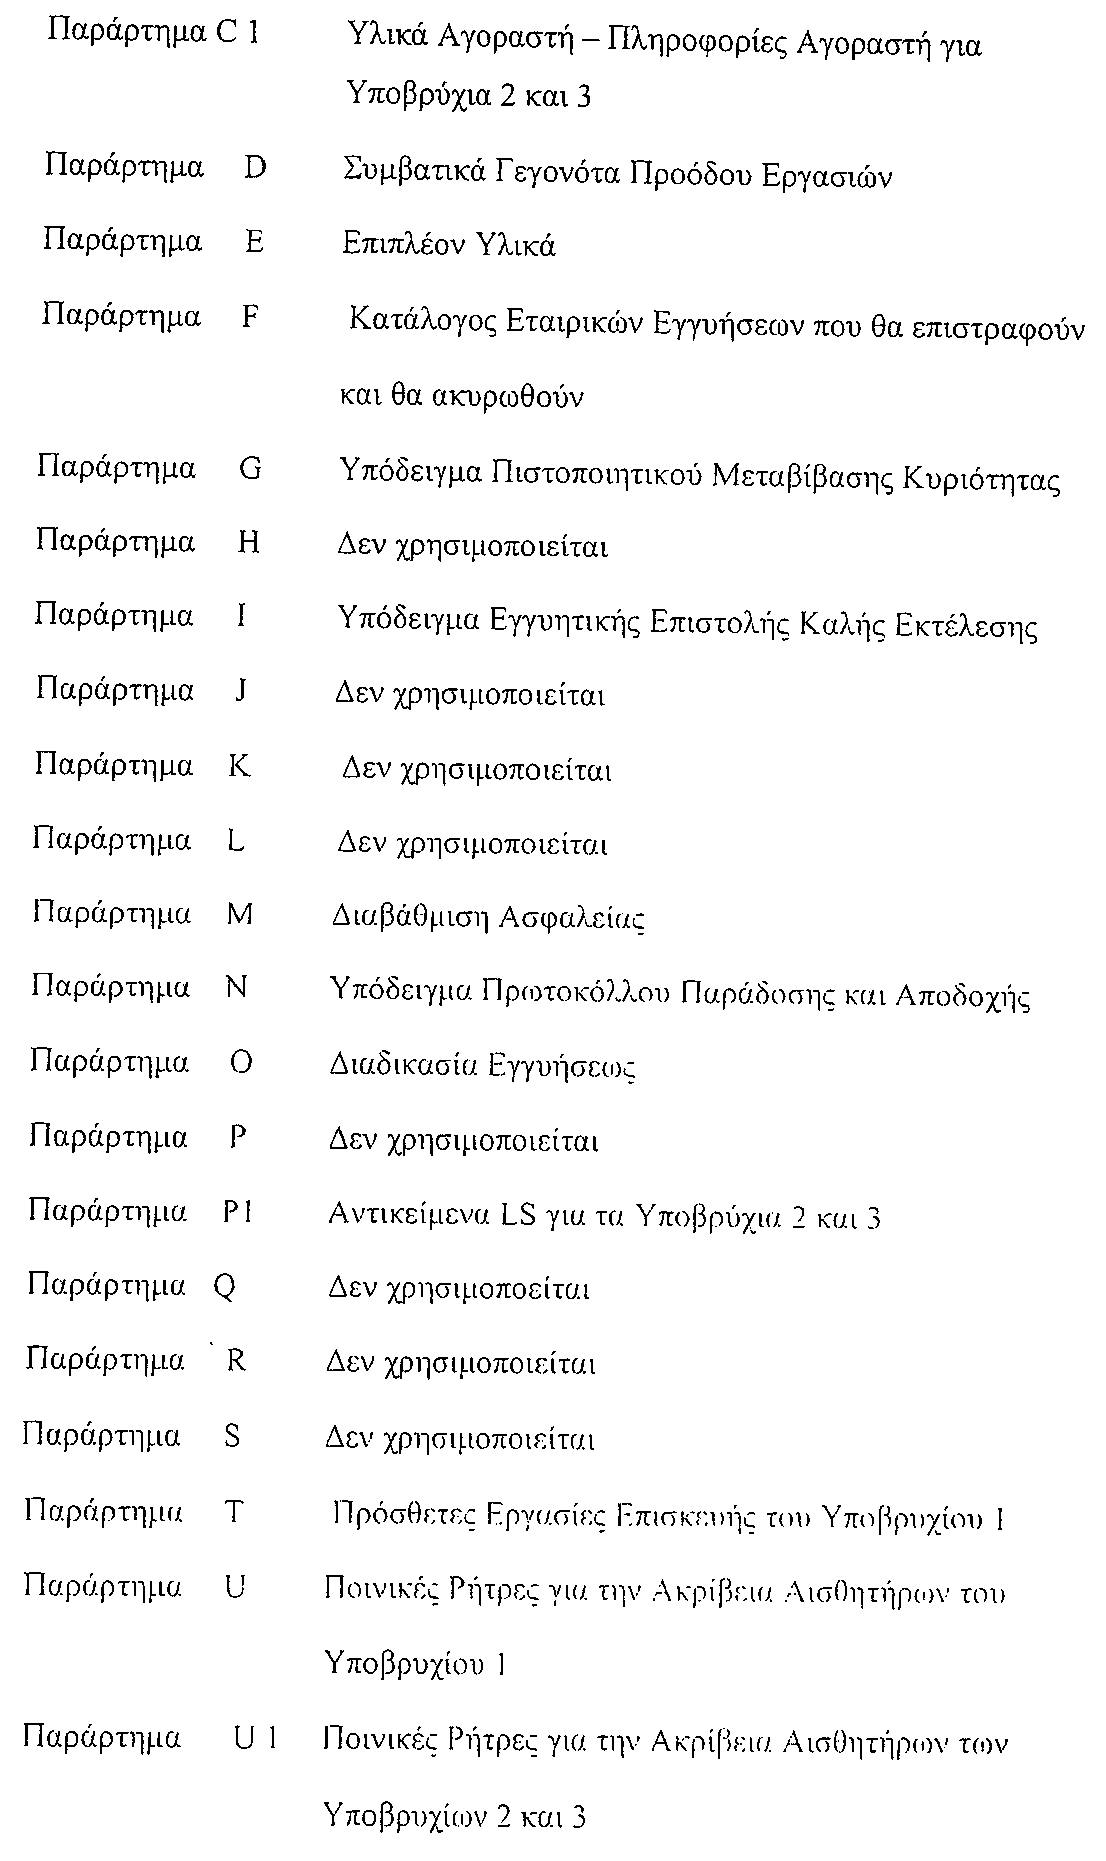 Παράρτημα C 1 Υλικά Αγοραστή – Πληροφορίες Αγοραστή για
Υποβρύχια 2 και 3
Παράρτημα D Συμβατικά Γεγονότα Προόδου Εργασιών
Παράρτημα E Επιπλέον Υλικά
Παράρτημα F Κατάλογος Εταιρικών Εγγυήσεων που θα επιστραφούν
και θα ακυρωθούν
Παράρτημα G Υπόδειγμα Πιστοποιητικού Μεταβίβασης Κυριότητας
Παράρτημα H Δεν χρησιμοποιείται
Παράρτημα I Υπόδειγμα Εγγυητικής Επιστολής Καλής Εκτέλεσης
Παράρτημα J Δεν χρησιμοποιείται
Παράρτημα K Δεν χρησιμοποιείται
Παράρτημα L Δεν χρησιμοποιείται
Παράρτημα M Διαβάθμιση Ασφαλείας
Παράρτημα N Υπόδειγμα Πρωτοκόλλου Παράδοσης και Αποδοχής
Παράρτημα O Διαδικασία Εγγυήσεως
Παράρτημα P Δεν χρησιμοποιείται
Παράρτημα P1 Αντικείμενα LS για τα Υποβρύχια 2 και 3
Παράρτημα Q Δεν χρησιμοποείται
Παράρτημα R Δεν χρησιμοποιείται
Παράρτημα S Δεν χρησιμοποιείται
Παράρτημα T Πρόσθετες Εργασίες Επισκευής του Υποβρυχίου 1
Παράρτημα U Ποινικές Ρήτρες για την Ακρίβεια Αισθητήρων του
Υποβρυχίου 1
Παράρτημα U 1 Ποινικές Ρήτρες για την Ακρίβεια Αισθητήρων των
Υποβρυχίων 2 και 3